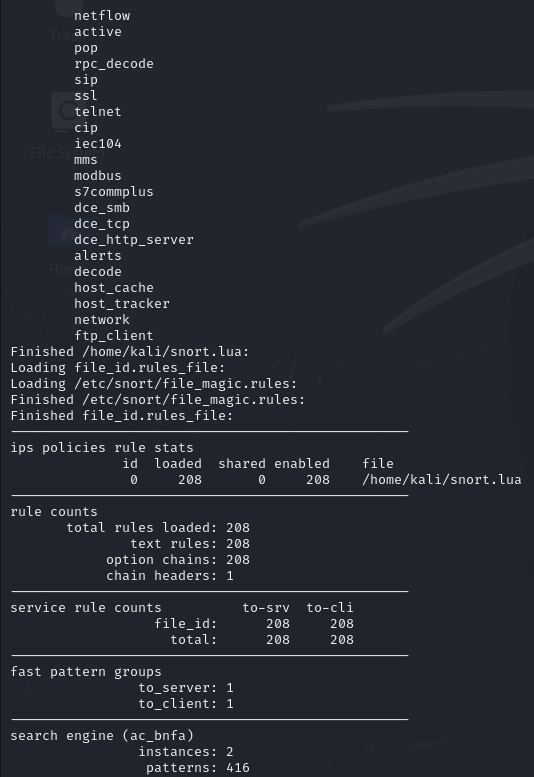 netflow
active
pop
rpc_decode
sip
ssl
telnet
cip
iec104
mms
modbus
s7commplus
dce_smb
dce_tcp
dce_http_server
alerts
decode
host_cache
host_tracker
network
ftp_client
Finished /home/kali/snort.lua:
Loading file_id.rules_file:
Loading /etc/snort/file_magic.rules:
Finished /etc/snort/file_magic.rules:
Finished file_id.rules_file:
ips policies rule stats
id loaded shared enabled file
0 208 0 208 /home/kali/snort.lua
rule counts
total rules loaded: 208
text rules: 208
option chains: 208
chain headers: 1
service rule counts to-srv to-cli
file_id: 208 208
total: 208 208
fast pattern groups
to_server: 1
to_client: 1
search engine (ac_bnfa)
instances: 2
patterns: 416